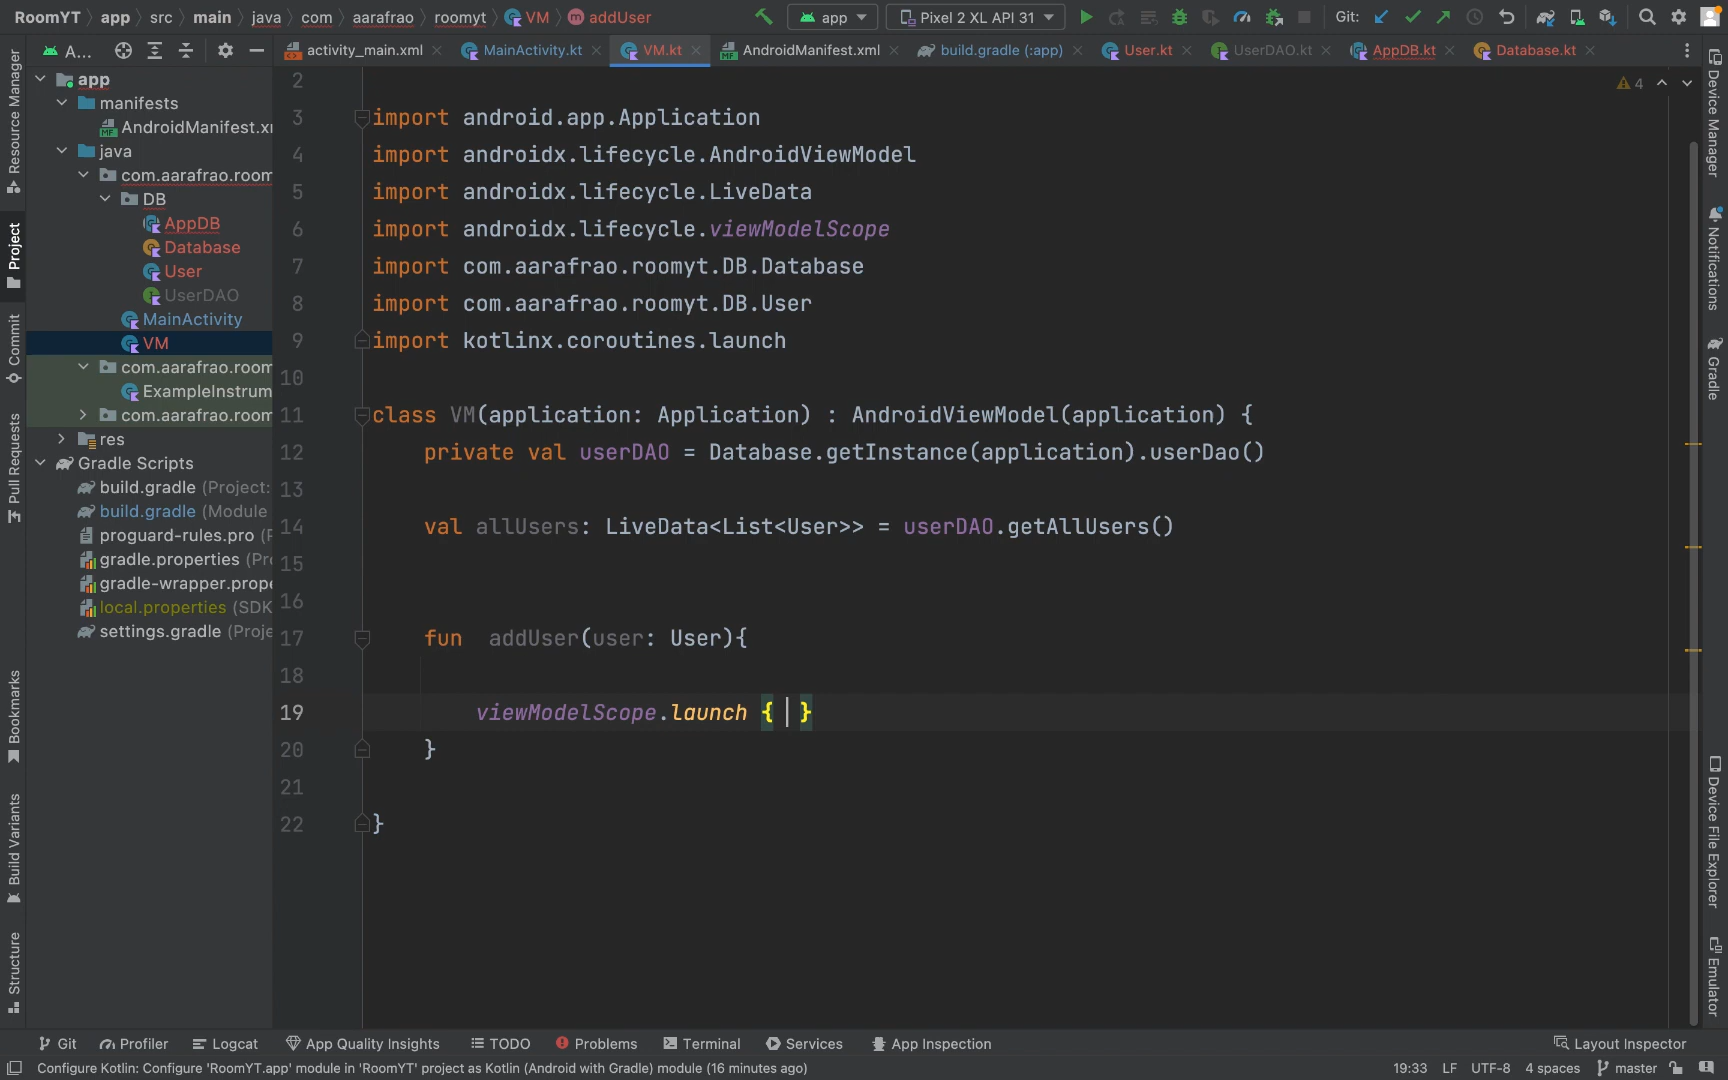 RoomYT app src main java com aarafrao roomyt VM addUser app Pixel 2 XL API 31 Git:
A... activity_main.xml MainActivity.kt VM.kt AndroidManifest.xml build.gradle (:app) User.kt UserDAO.kt AppDB.kt Database.kt
Resource Manager
Project
Commit
Pull Requests
Bookmarks
Build Variants
Structure
app
manifests
AndroidManifest.xm
java
com.aarafrao.room
DB
AppDB
Database
User
UserDAO
MainActivity
VM
com.aarafrao.room
ExampleInstrum
com.aarafrao.room
res
Gradle Scripts
build.gradle (Project:
build.gradle (Module
proguard-rules.pro (P
gradle.properties (Pro
gradle-wrapper.prope
local.properties (SDK
settings.gradle (Proje
4
2
3 import android.app.Application
4 import androidx.lifecycle.AndroidViewModel
5 import androidx.lifecycle.LiveData
6 import androidx.lifecycle.viewModelScope
7 import com.aarafrao.roomyt.DB.Database
8 import com.aarafrao.roomyt.DB.User
9 import kotlinx.coroutines.launch
10
11 class VM(application: Application) : AndroidViewModel(application) {
12 private val userDAO = Database.getInstance(application).userDao()
13
14 val allUsers: LiveData<List<User>> = userDAO.getAllUsers()
15
16
17 fun addUser(user: User){
18
19 viewModelScope.launch { }
20 }
21
22 }
Device Manager
Notifications
Gradle
Device File Explorer
Emulator
Git Profiler Logcat App Quality Insights TODO Problems Terminal Services App Inspection Layout Inspector
Configure Kotlin: Configure 'RoomYT.app' module in 'RoomYT' project as Kotlin (Android with Gradle) module (16 minutes ago) 19:33 LF UTF-8 4 spaces master